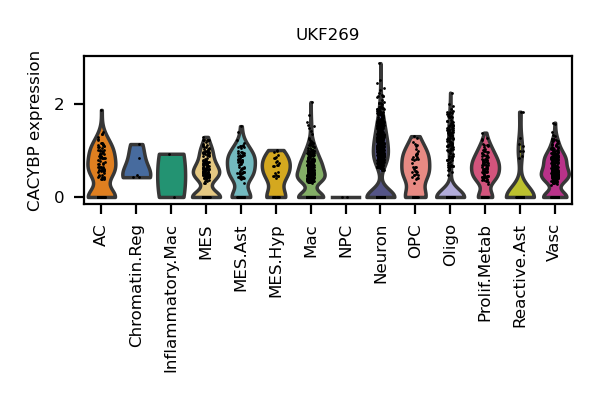 UKF269
CACYBP expression
2
0
AC
Chromatin.Reg
Inflammatory.Mac
MES
MES.Ast
MES.Hyp
Mac
NPC
Neuron
OPC
Oligo
Prolif.Metab
Reactive.Ast
Vasc